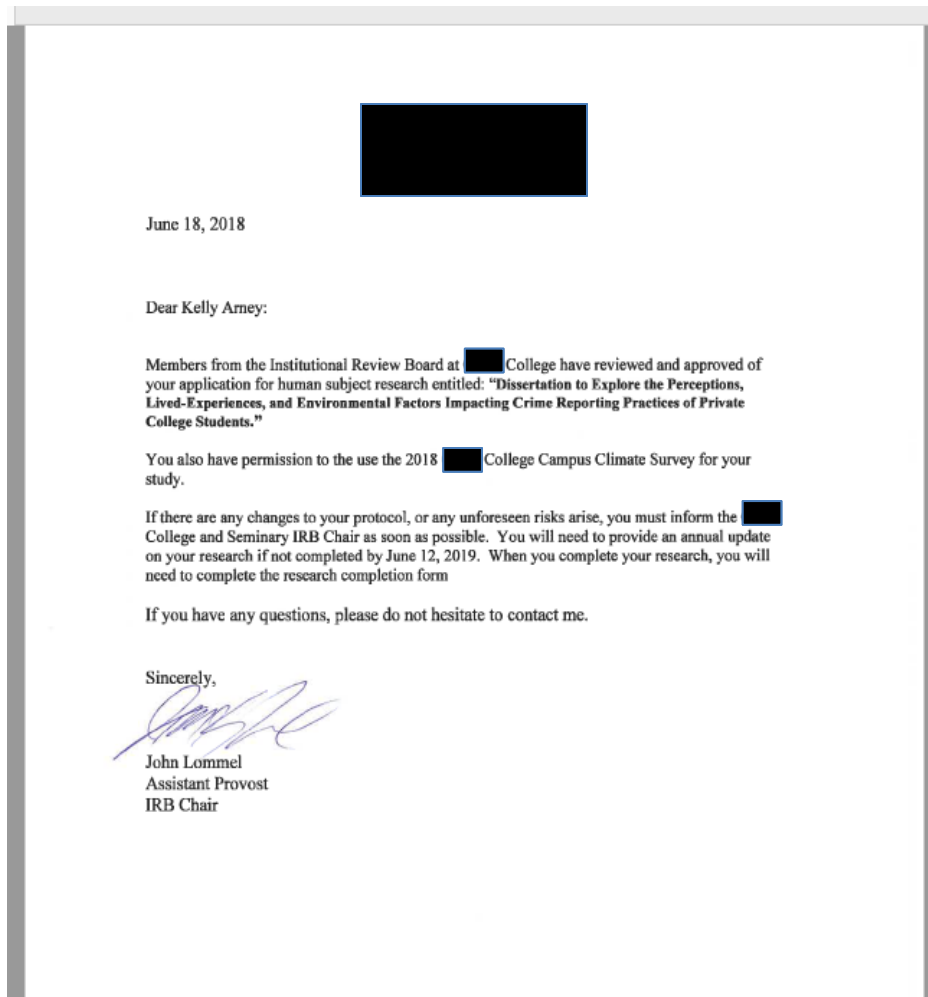 June 18, 2018
Dear Kelly Arney:
Members from the Institutional Review Board at College have reviewed and approved of
your application for human subject research entitled: “Dissertation to Explore the Perceptions,
Lived-Experiences, and Environmental Factors Impacting Crime Reporting Practices of Private
College Students.”
You also have permission to the use the 2018 College Campus Climate Survey for your
study.
If there are any changes to your protocol, or any unforeseen risks arise, you must inform the
College and Seminary IRB Chair as soon as possible. You will need to provide an annual update
on your research if not completed by June 12, 2019. When you complete your research, you will
need to complete the research completion form
If you have any questions, please do not hesitate to contact me.
Sincerely,
John Lommel
Assistant Provost
IRB Chair